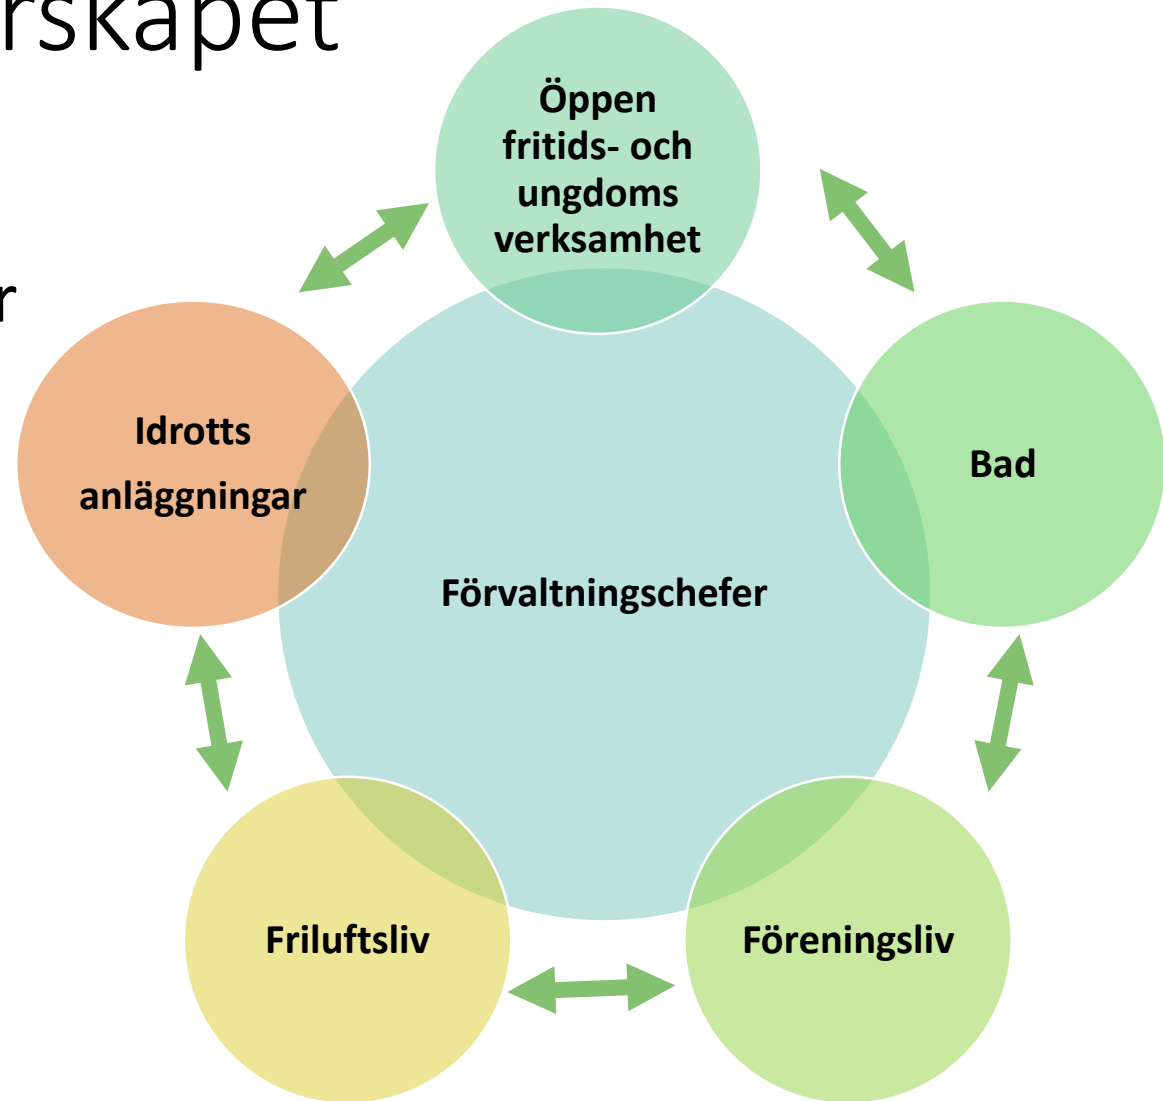 rskapet
r
Öppen
fritids- och
ungdoms
verksamhet
Idrotts
anläggningar
Bad
Förvaltningschefer
Friluftsliv
Föreningsliv